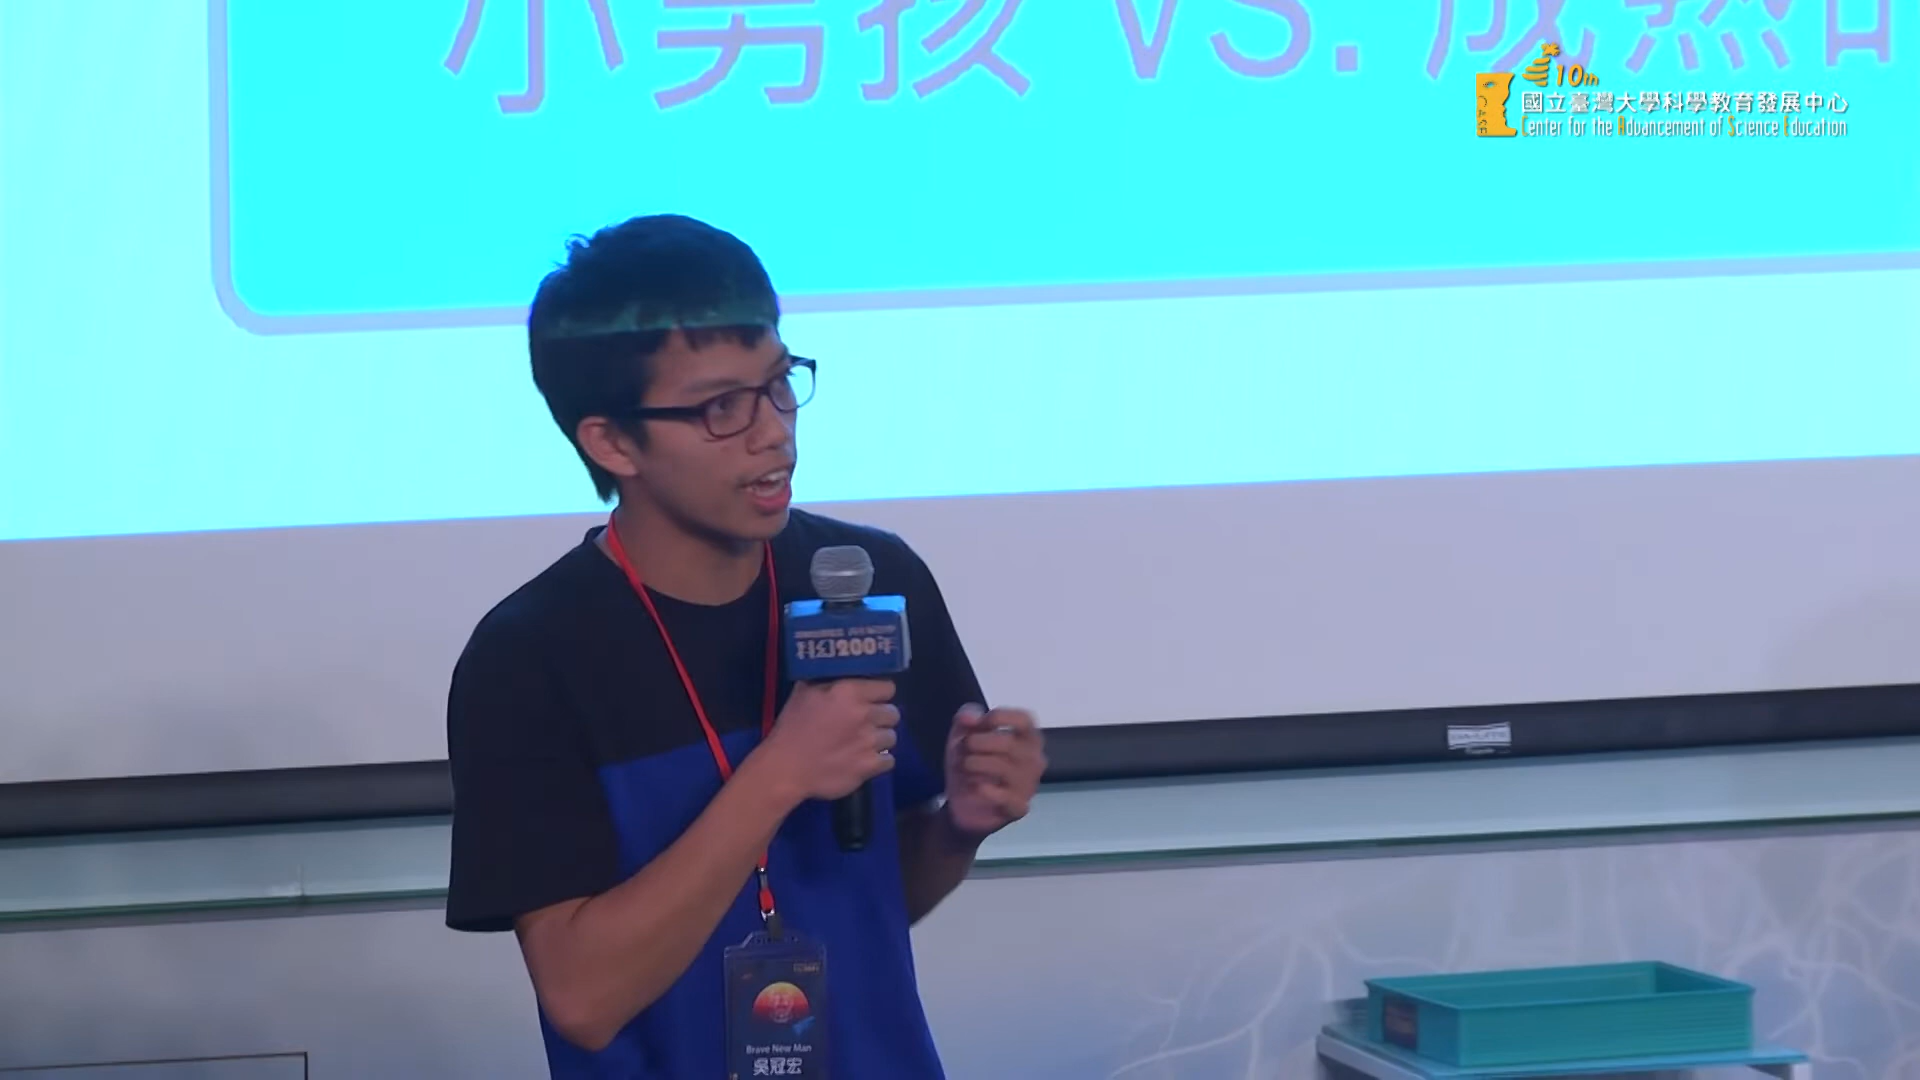 小男孩 vs. 成熟的
10th
國立臺灣大學科學教育發展中心
CASE
Center for the Advancement of Science Education
科幻200年
Brave New Man
吳冠宏